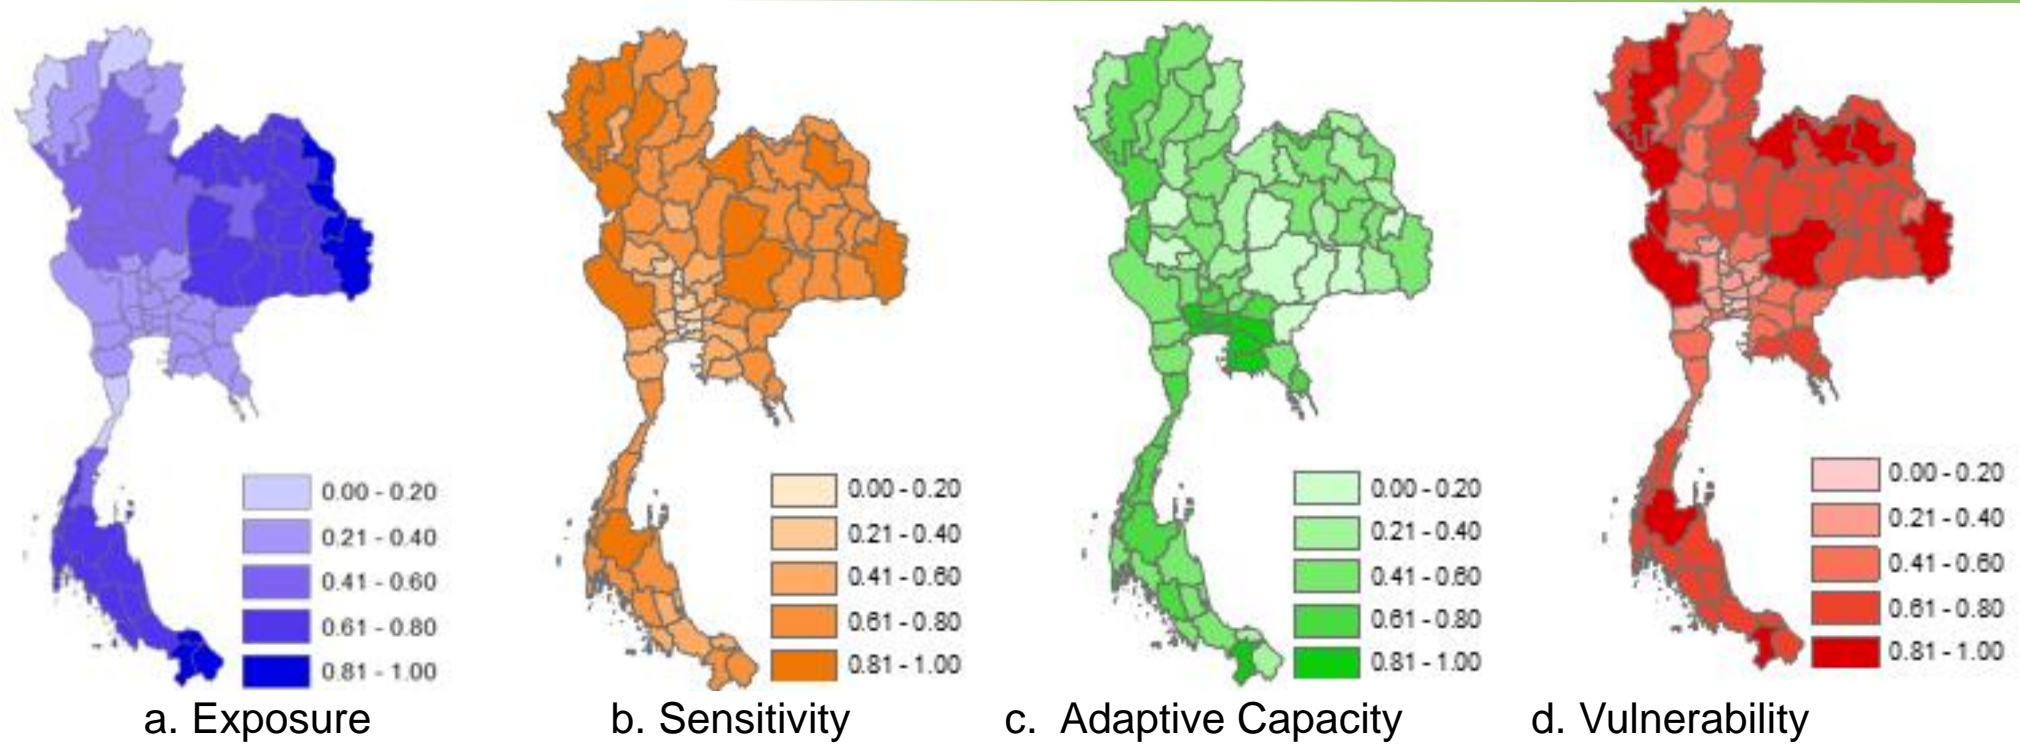 0.00 - 0.20
0.21 - 0.40
0.41 - 0.60
0.61 - 0.80
0.81 - 1.00
0.00 - 0.20
0.21 - 0.40
0.41 - 0.60
0.61 - 0.80
0.81 - 1.00
0.00 - 0.20
0.21 - 0.40
0.41 - 0.60
0.61 - 0.80
0.81 - 1.00
0.00 - 0.20
0.21 - 0.40
0.41 - 0.60
0.61 - 0.80
0.81 - 1.00
a. Exposure
b. Sensitivity
c. Adaptive Capacity
d. Vulnerability